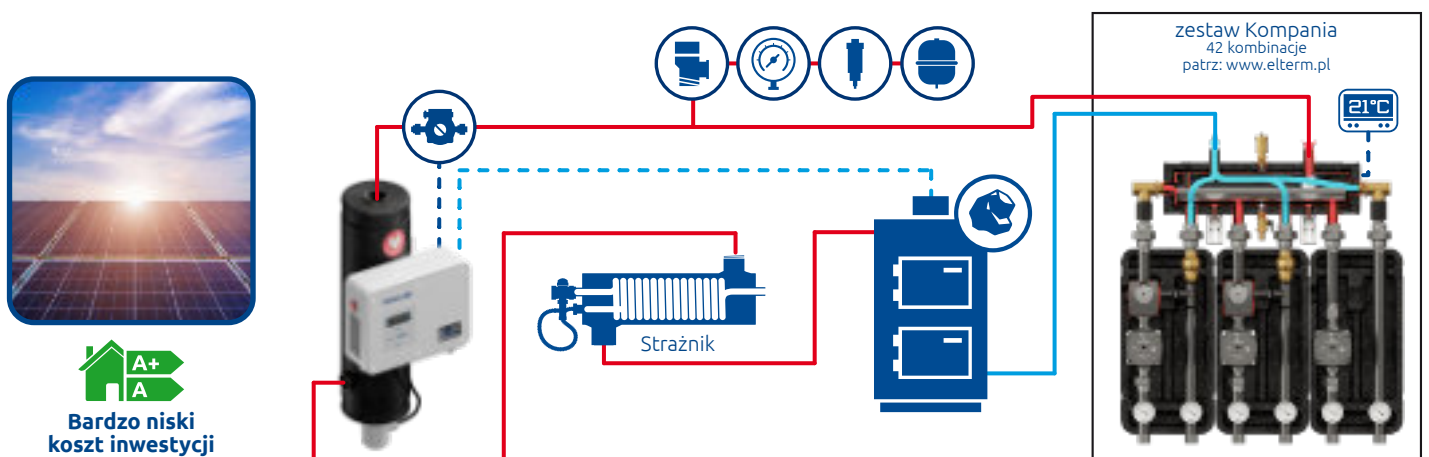 zestaw Kompania
42 kombinacje
patrz: www.elterm.pl
21°C
Strażnik
A+
A
Bardzo niski
koszt inwestycji